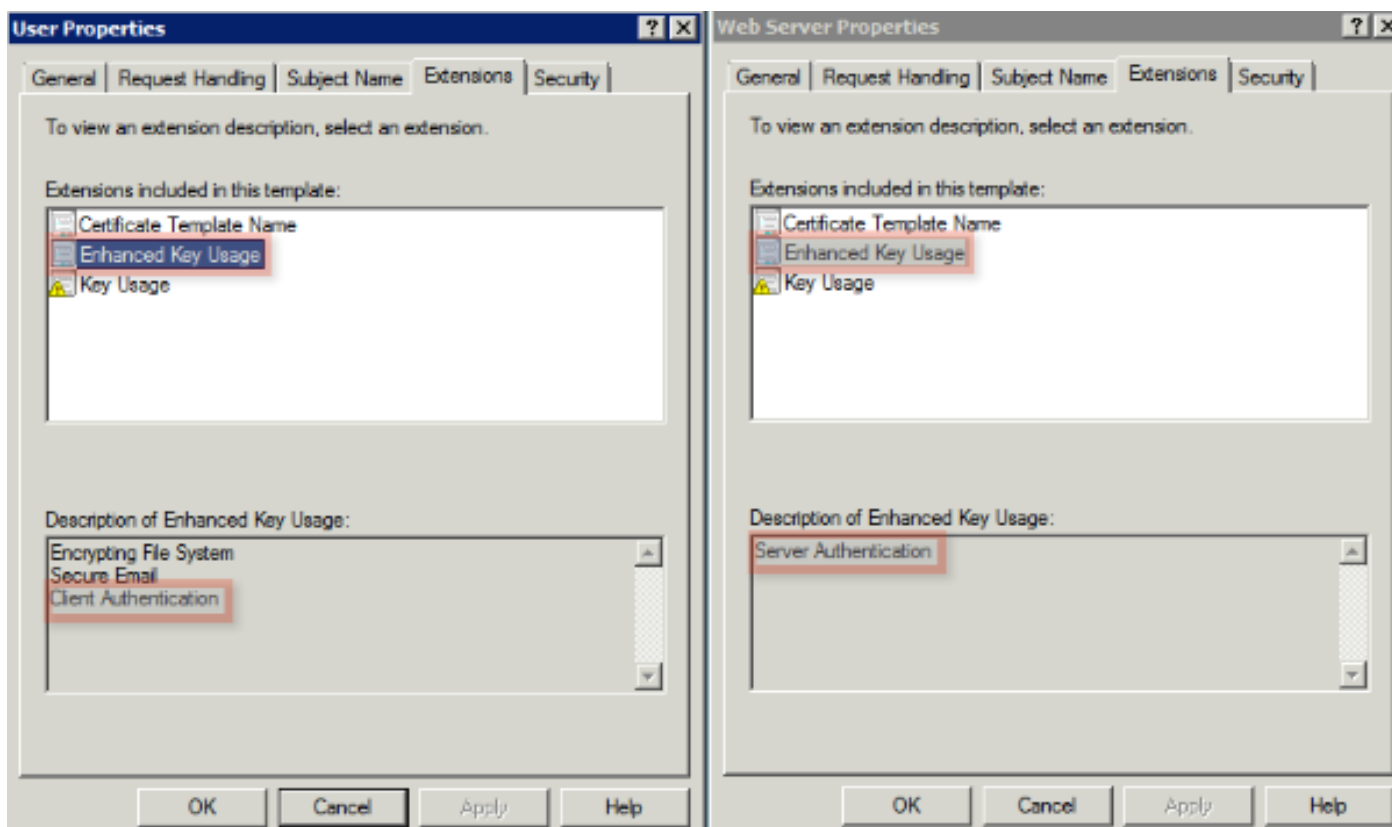 User Properties
General Request Handling Subject Name Extensions Security
To view an extension description, select an extension.
Extensions included in this template:
Certificate Template Name
Enhanced Key Usage
Key Usage
Description of Enhanced Key Usage:
Encrypting File System
Secure Email
Client Authentication
OK Cancel Apply Help
Web Server Properties
General Request Handling Subject Name Extensions Security
To view an extension description, select an extension.
Extensions included in this template:
Certificate Template Name
Enhanced Key Usage
Key Usage
Description of Enhanced Key Usage:
Server Authentication
OK Cancel Apply Help